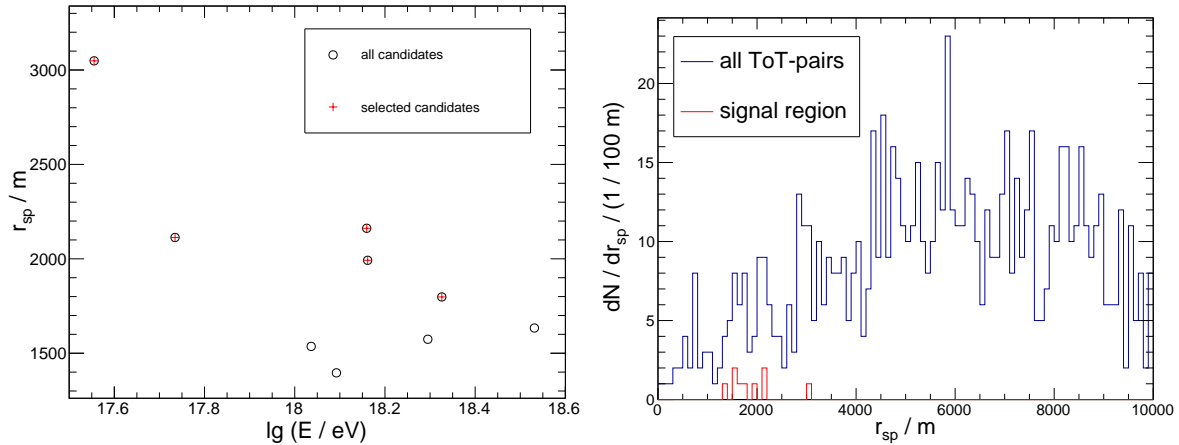 3000
2500
2000
1500
r_sp / m
all candidates
selected candidates
17.6
17.8
18
18.2
18.4
18.6
lg (E / eV)
20
15
10
5
0
dN / dr_sp / (1 / 100 m)
all ToT-pairs
signal region
0
2000
4000
6000
8000
10000
r_sp / m